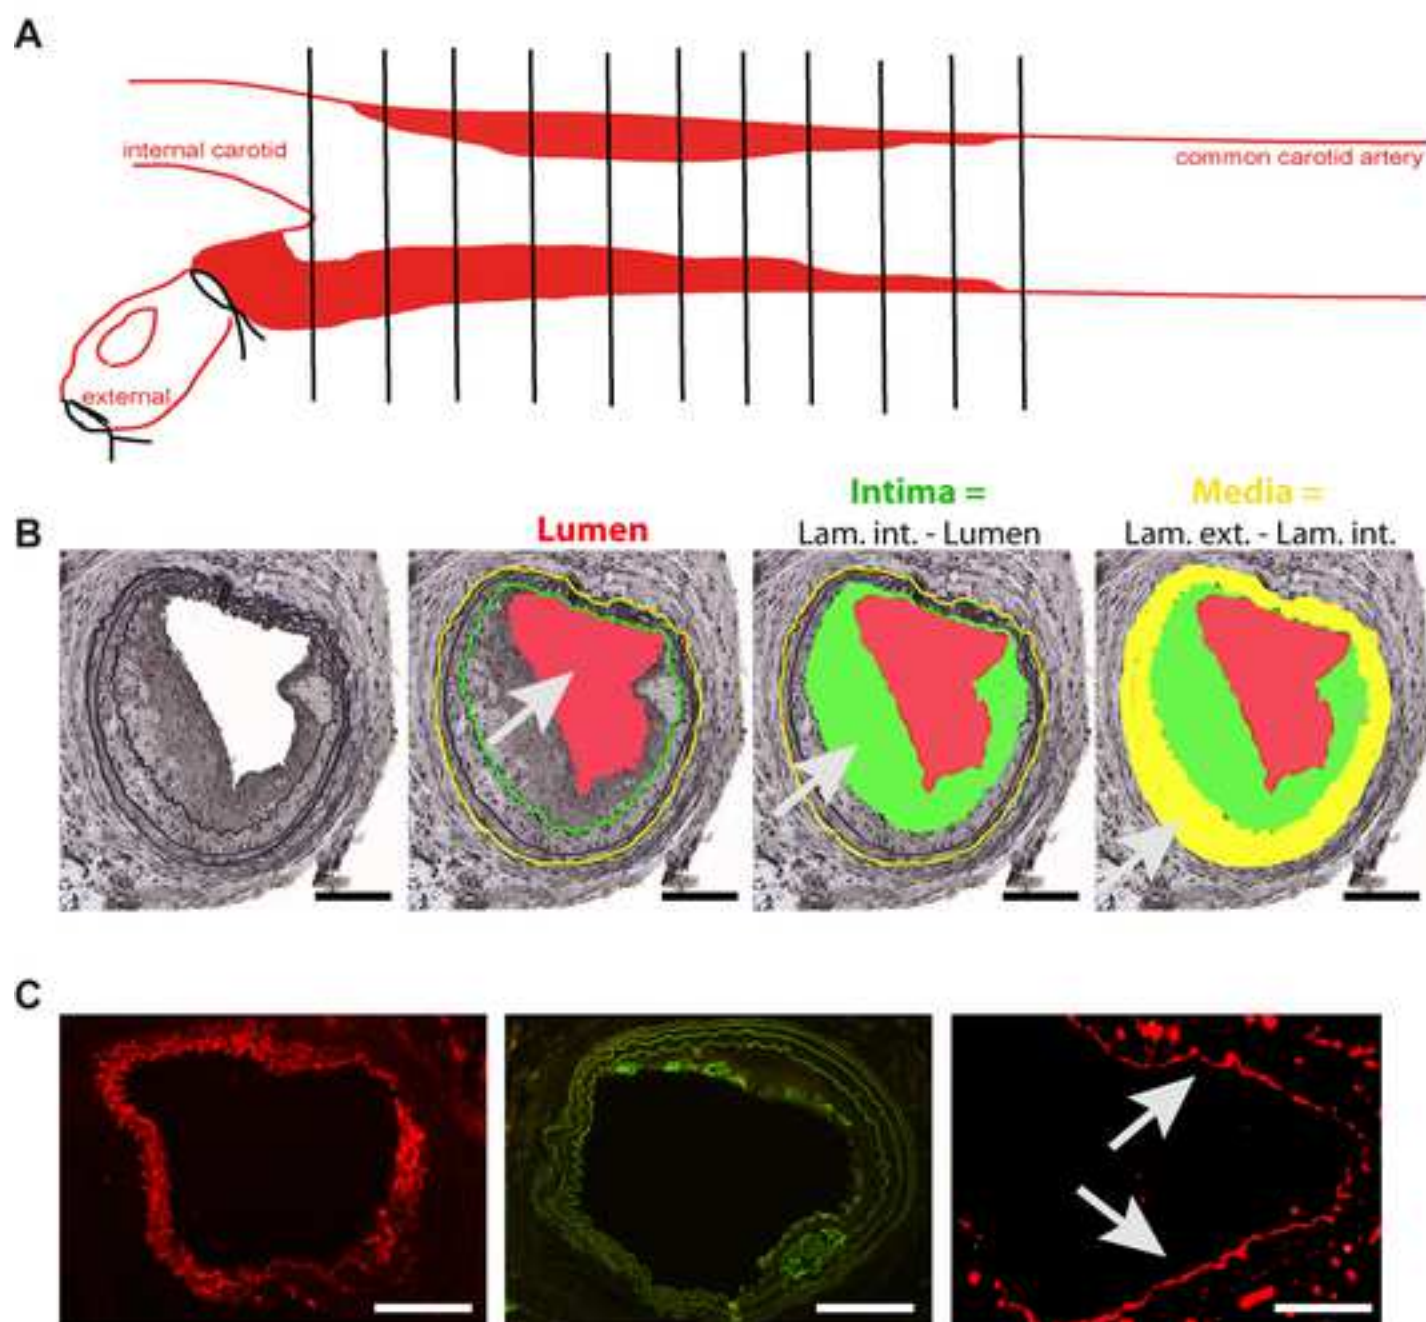 A
internal carotid
common carotid artery
external
B
Lumen
Intima =
Lam. int. - Lumen
Media =
Lam. ext. - Lam. int.
C